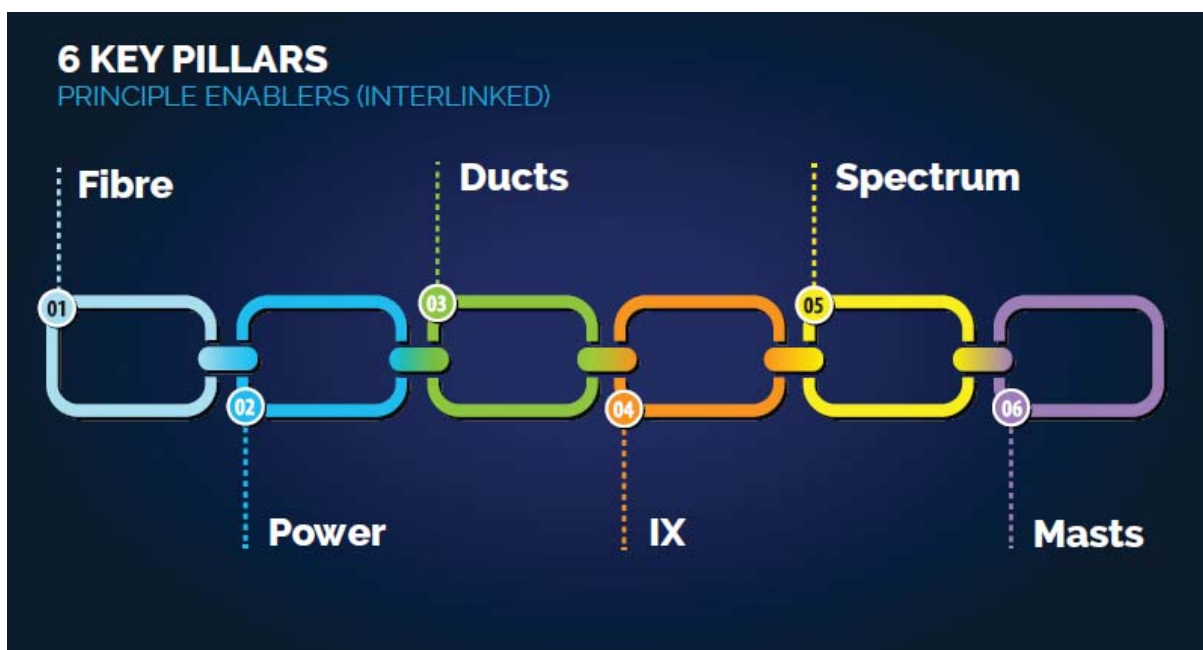 6 KEY PILLARS
PRINCIPLE ENABLERS (INTERLINKED)
Fibre
Ducts
Spectrum
01
03
05
02
04
06
Power
IX
Masts